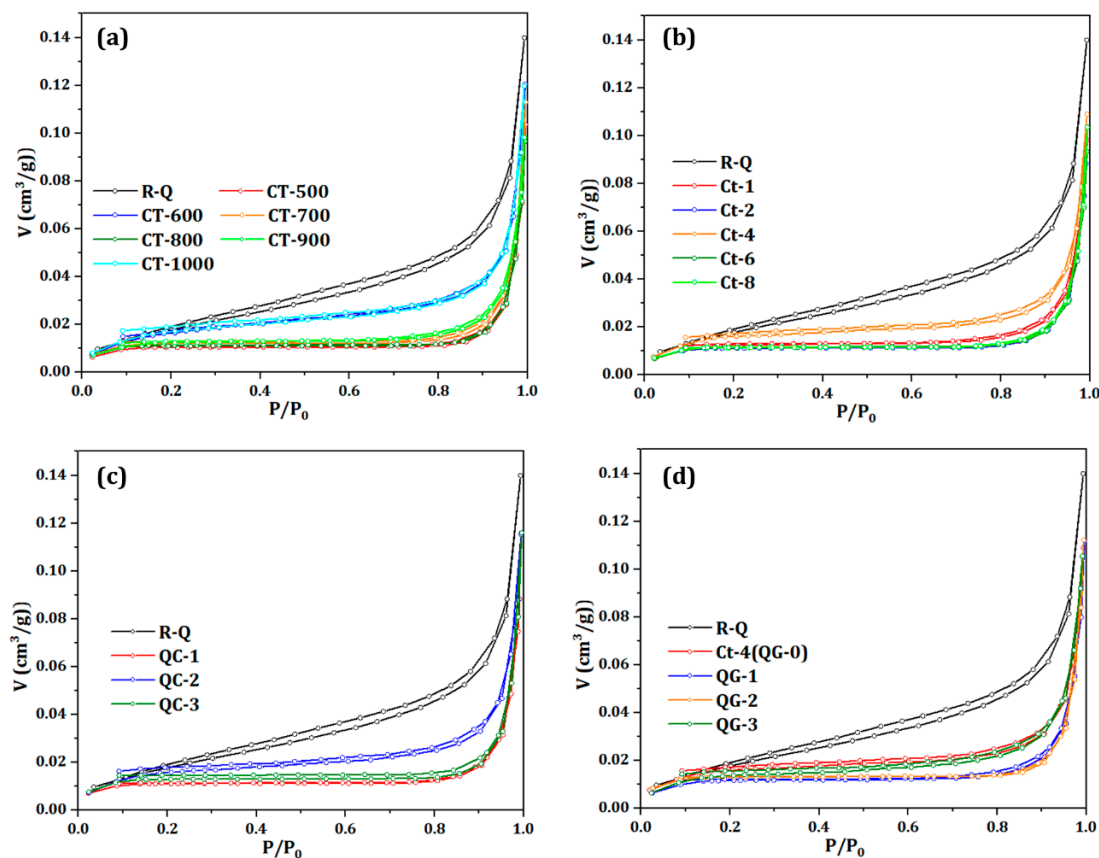 (a)
V (cm³/g))
0.14
0.12
0.10
0.08
0.06
0.04
0.02
0.00
R-Q CT-500
CT-600 CT-700
CT-800 CT-900
CT-1000
0.0 0.2 0.4 0.6 0.8 1.0
P/P₀
(b)
V (cm³/g))
0.14
0.12
0.10
0.08
0.06
0.04
0.02
0.00
R-Q
Ct-1
Ct-2
Ct-4
Ct-6
Ct-8
0.0 0.2 0.4 0.6 0.8 1.0
P/P₀
(c)
V (cm³/g))
0.14
0.12
0.10
0.08
0.06
0.04
0.02
0.00
R-Q
QC-1
QC-2
QC-3
0.0 0.2 0.4 0.6 0.8 1.0
P/P₀
(d)
V (cm³/g))
0.14
0.12
0.10
0.08
0.06
0.04
0.02
0.00
R-Q
Ct-4(QG-0)
QG-1
QG-2
QG-3
0.0 0.2 0.4 0.6 0.8 1.0
P/P₀